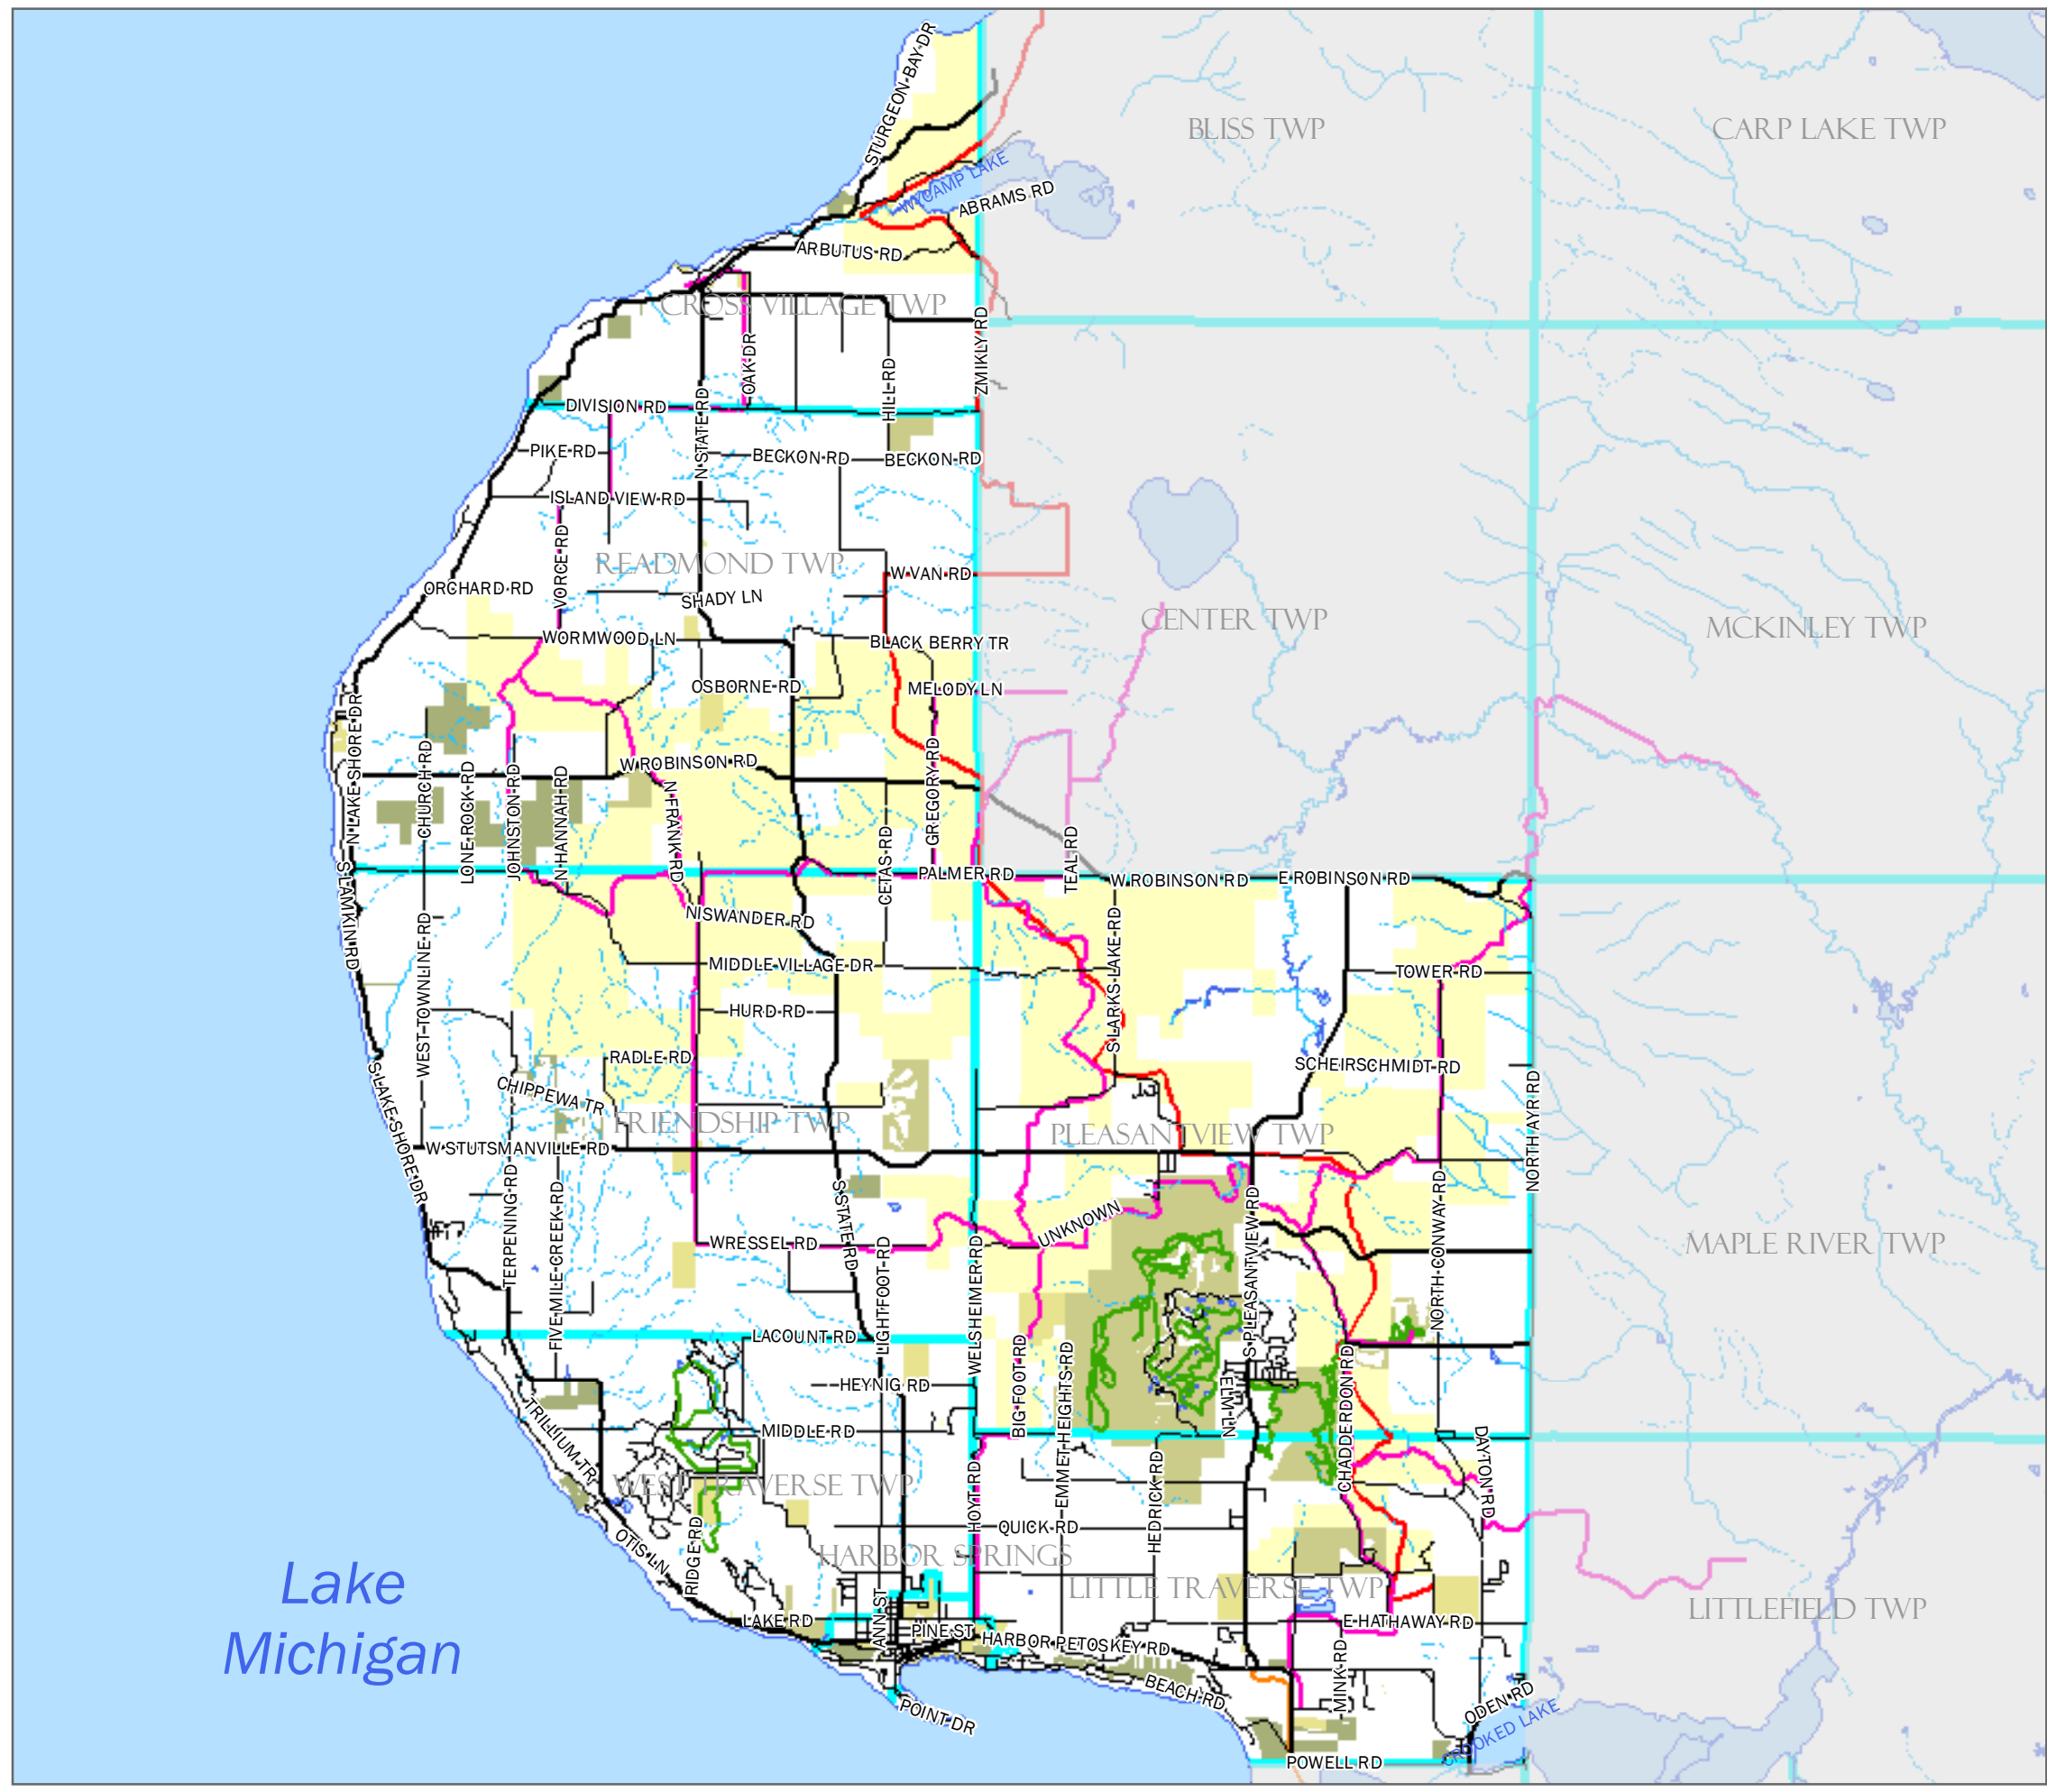 STURGEON BAY DR
BLISS TWP
CARP LAKE TWP
WYCAMP LAKE
ABRAMS RD
ARBUTUS RD
CROSS VILLAGE TWP
OAK DR
HILL RD
ZMIKLY RD
DIVISION RD
N STATE RD
PIKE RD
BECKON RD
BECKON RD
ISLAND VIEW RD
VORCE RD
READMOND TWP
W VAN RD
ORCHARD RD
SHADY LN
CENTER TWP
MCKINLEY TWP
WORMWOOD LN
BLACK BERRY TR
OSBORNE RD
MELODY LN
N LAKE SHORE DR
CHURCH RD
LONE ROCK RD
JOHNSTON RD
N HANNAH RD
W ROBINSON RD
N FRANK RD
GREGORY RD
CETAS RD
TEAL RD
PALMER RD
W ROBINSON RD
E ROBINSON RD
S LAMKIN RD
NISWANDER RD
WEST TOWNLINE RD
S LARKS LAKE RD
MIDDLE VILLAGE DR
TOWER RD
HURD RD
RADLE RD
SCHEIRSCHMIDT RD
CHIPPEWA TR
S LAKE SHORE DR
NORTH AYR RD
FRIENDSHIP TWP
PLEASANTVIEW TWP
W STUTSMANVILLE RD
TERPENING RD
FIVE MILE CREEK RD
S STATE RD
UNKNOWN
S PLEASANTVIEW RD
NORTH CONWAY RD
WRESSEL RD
LIGHTFOOT RD
WELSHEIMER RD
MAPLE RIVER TWP
LACOUNT RD
BIG FOOT RD
EMMET HEIGHTS RD
HEYNIG RD
ELM LN
CHADDERDON RD
TRILLIUM TR
MIDDLE RD
DAYTON RD
HOYT RD
HEDRICK RD
WEST TRAVERSE TWP
QUICK RD
OTIS LN
RIDGE RD
HARBOR SPRINGS
LITTLE TRAVERSE TWP
LITTLEFIELD TWP
Lake
Michigan
LAKE RD
ANN ST
PINE ST
E HATHAWAY RD
HARBOR PETOSKEY RD
MINK RD
BEACH RD
ODEN RD
POINT DR
CROOKED LAKE
POWELL RD